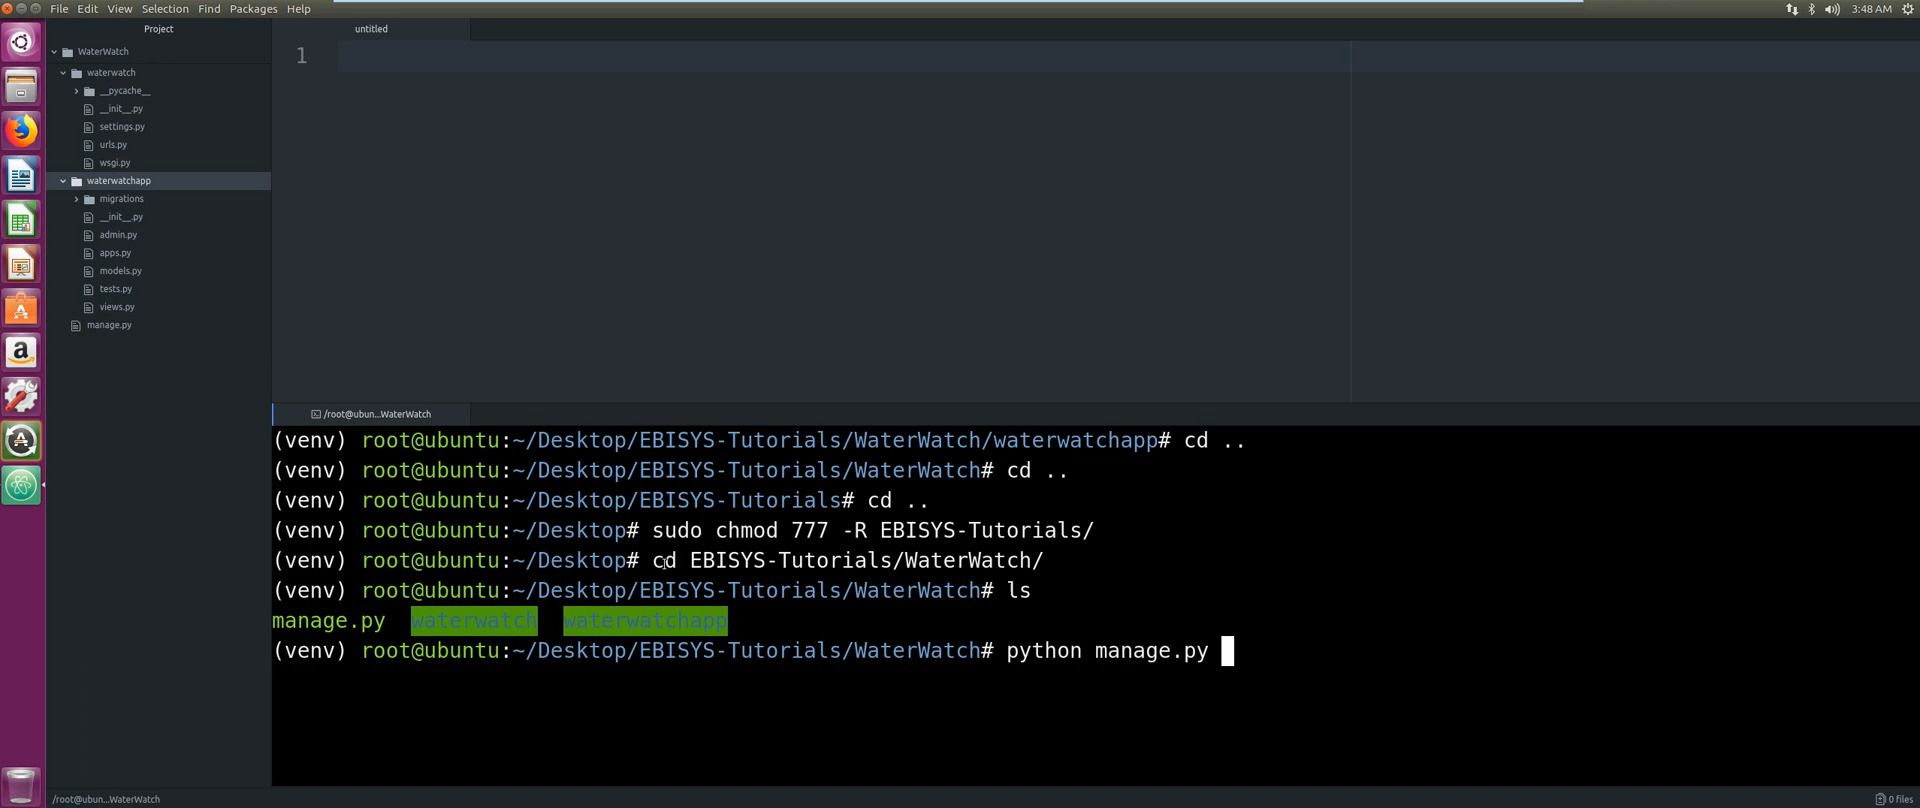 File Edit View Selection Find Packages Help
3:48 AM
Project
untitled
WaterWatch
waterwatch
__pycache__
__init__.py
settings.py
urls.py
wsgi.py
waterwatchapp
migrations
__init__.py
admin.py
apps.py
models.py
tests.py
views.py
manage.py
1
/root@ubun...WaterWatch
(venv) root@ubuntu:~/Desktop/EBISYS-Tutorials/WaterWatch/waterwatchapp# cd ..
(venv) root@ubuntu:~/Desktop/EBISYS-Tutorials/WaterWatch# cd ..
(venv) root@ubuntu:~/Desktop/EBISYS-Tutorials# cd ..
(venv) root@ubuntu:~/Desktop# sudo chmod 777 -R EBISYS-Tutorials/
(venv) root@ubuntu:~/Desktop# cd EBISYS-Tutorials/WaterWatch/
(venv) root@ubuntu:~/Desktop/EBISYS-Tutorials/WaterWatch# ls
manage.py waterwatch waterwatchapp
(venv) root@ubuntu:~/Desktop/EBISYS-Tutorials/WaterWatch# python manage.py
/root@ubun...WaterWatch
0 files